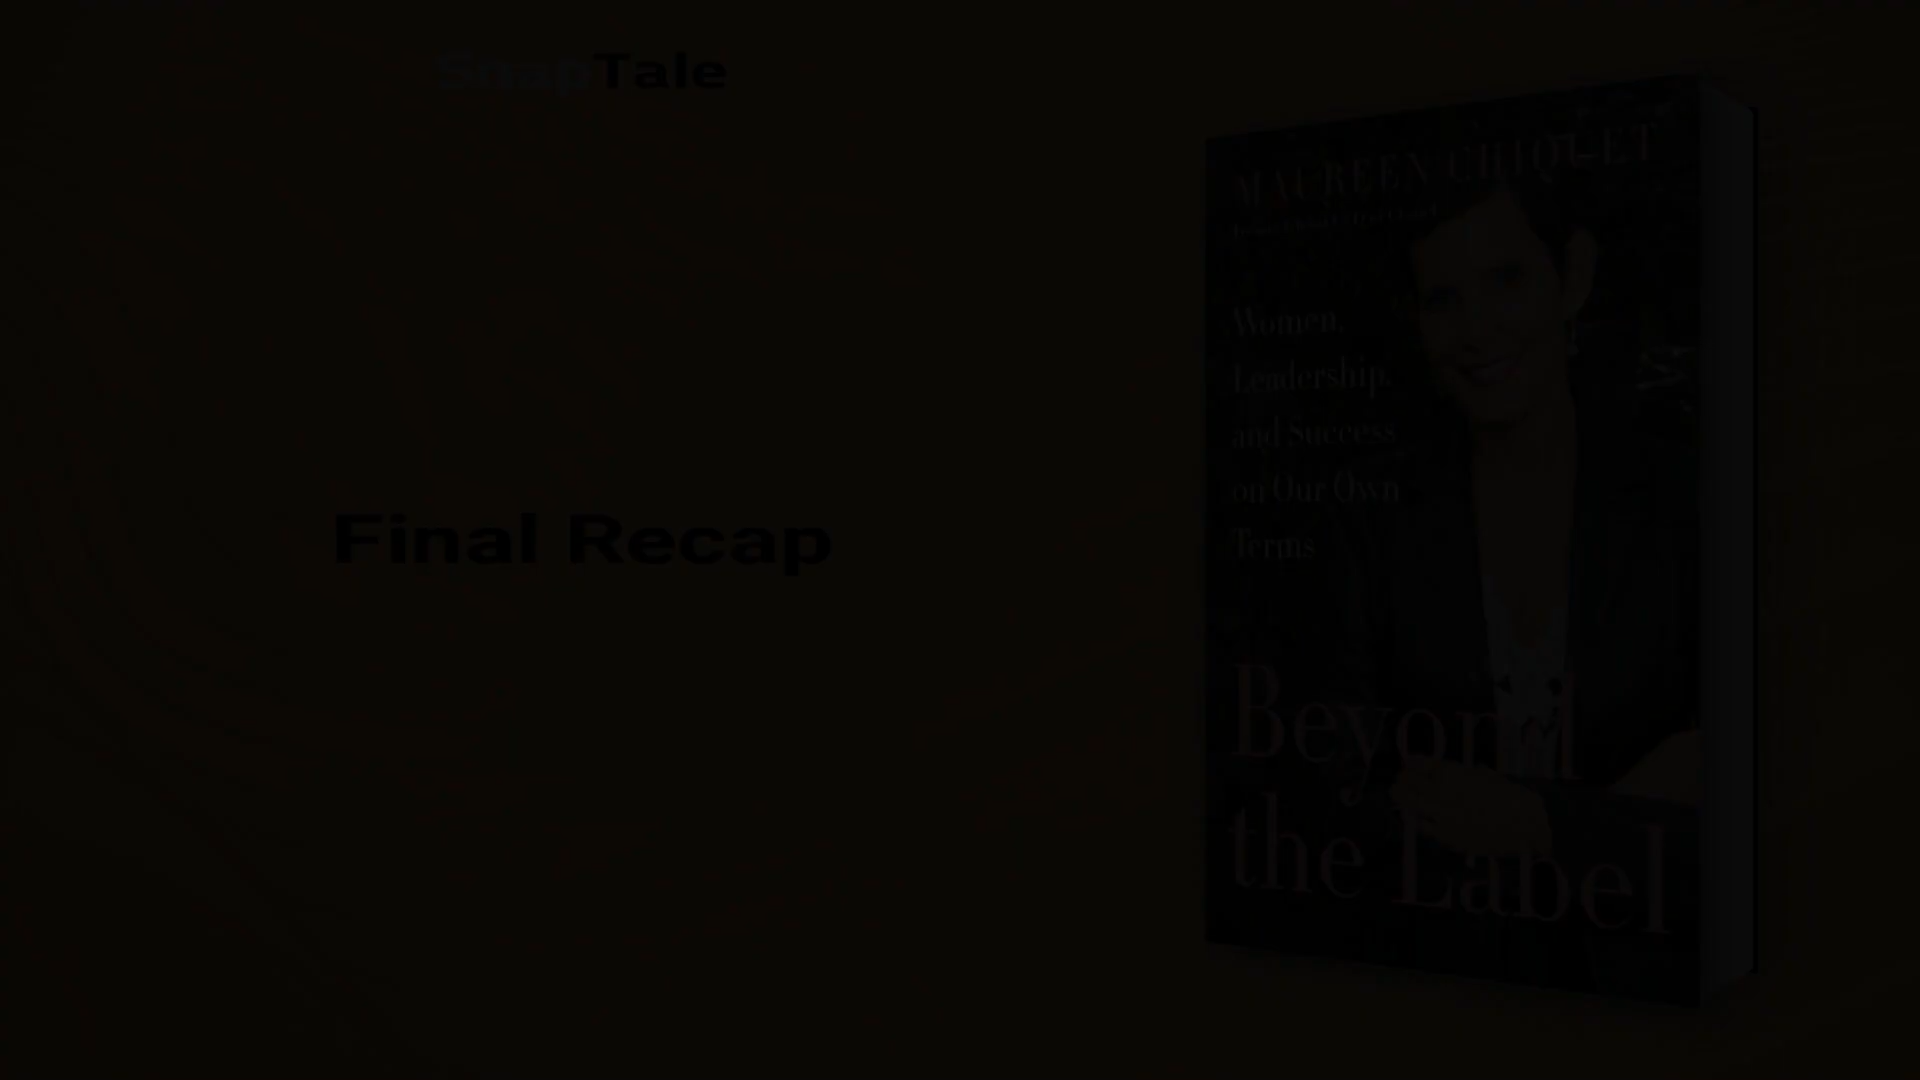 SnapTale
Final Recap
MAUREEN CHIQUET
Women,
Leadership,
and Success
on Our Own
Terms
Beyond
the Label